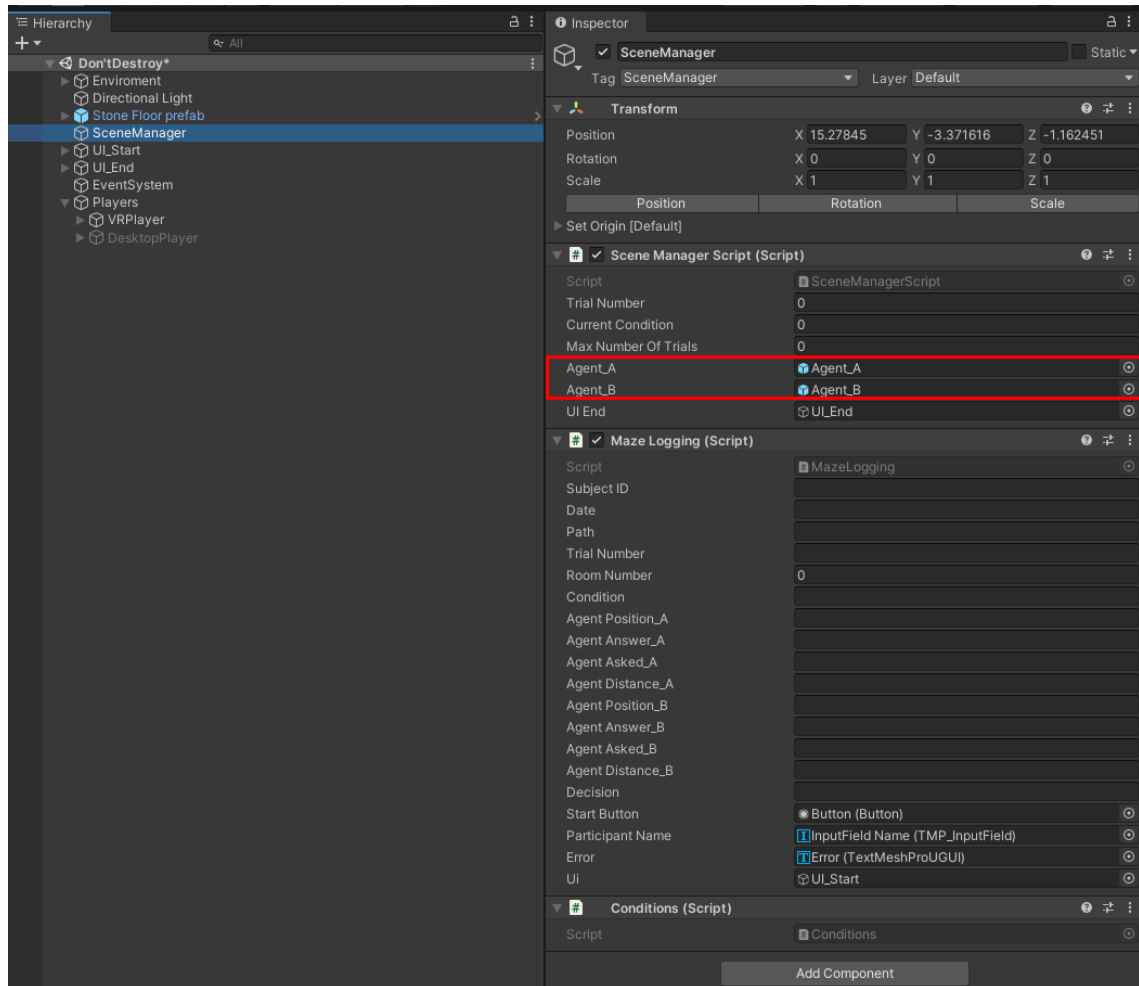 Hierarchy
All
Don'tDestroy*
Enviroment
Directional Light
Stone Floor prefab
SceneManager
UI_Start
UI_End
EventSystem
Players
VRPlayer
DesktopPlayer
Inspector
SceneManager Static
Tag SceneManager Layer Default
Transform
Position X 15.27845 Y -3.371616 Z -1.162451
Rotation X 0 Y 0 Z 0
Scale X 1 Y 1 Z 1
Position Rotation Scale
Set Origin [Default]
# Scene Manager Script (Script)
Script SceneManagerScript
Trial Number 0
Current Condition 0
Max Number Of Trials 0
Agent_A Agent_A
Agent_B Agent_B
UI End UI_End
# Maze Logging (Script)
Script MazeLogging
Subject ID
Date
Path
Trial Number
Room Number 0
Condition
Agent Position_A
Agent Answer_A
Agent Asked_A
Agent Distance_A
Agent Position_B
Agent Answer_B
Agent Asked_B
Agent Distance_B
Decision
Start Button Button (Button)
Participant Name InputField Name (TMP_InputField)
Error Error (TextMeshProUGUI)
Ui UI_Start
# Conditions (Script)
Script Conditions
Add Component